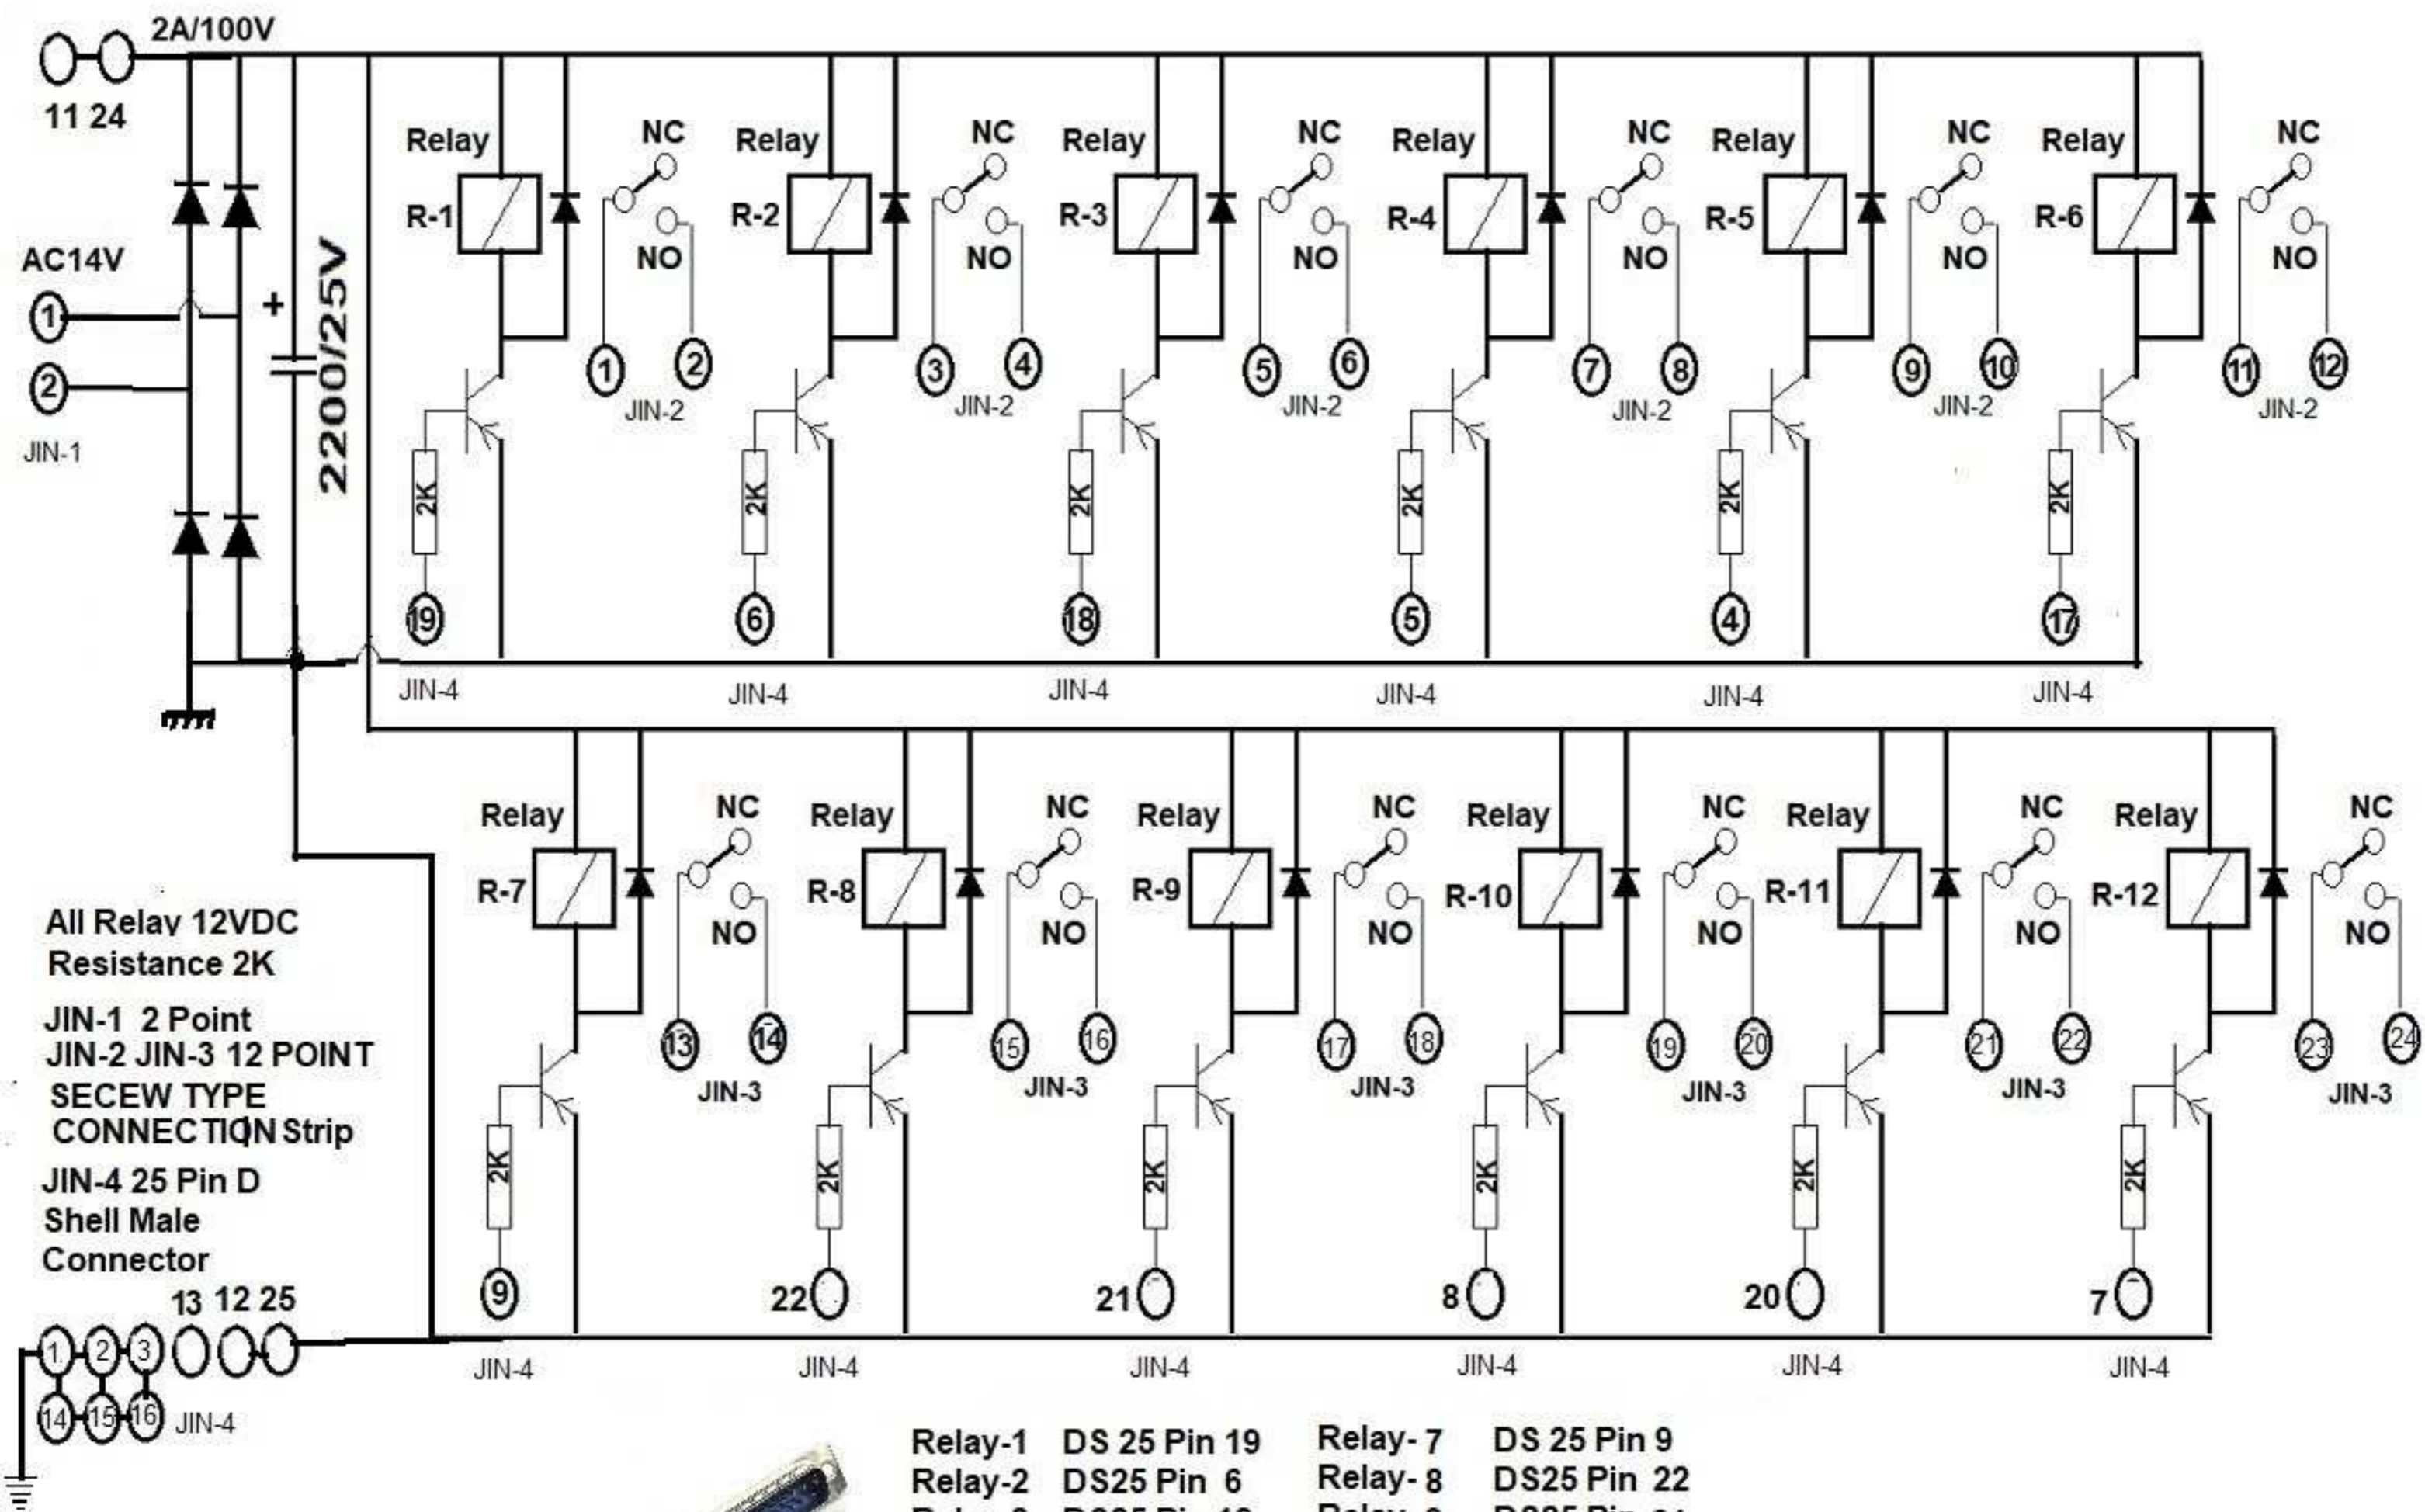 2A/100V
11 24
AC14V
1
2
JIN-1
+
2200/25V
Relay NC Relay NC Relay NC Relay NC Relay NC Relay NC
R-1 R-2 R-3 R-4 R-5 R-6
NO NO NO NO NO NO
1 2 3 4 5 6 7 8 9 10 11 12
JIN-2 JIN-2 JIN-2 JIN-2 JIN-2 JIN-2
2K 2K 2K 2K 2K 2K
19 6 18 5 4 17
JIN-4 JIN-4 JIN-4 JIN-4 JIN-4 JIN-4
Relay NC Relay NC Relay NC Relay NC Relay NC Relay NC
R-7 R-8 R-9 R-10 R-11 R-12
NO NO NO NO NO NO
13 14 15 16 17 18 19 20 21 22 23 24
JIN-3 JIN-3 JIN-3 JIN-3 JIN-3 JIN-3
2K 2K 2K 2K 2K 2K
9 22 21 8 20 7
JIN-4 JIN-4 JIN-4 JIN-4 JIN-4 JIN-4
All Relay 12VDC
Resistance 2K
JIN-1 2 Point
JIN-2 JIN-3 12 POINT
SECEW TYPE
CONNECTION Strip
JIN-4 25 Pin D
Shell Male
Connector
13 12 25
1 2 3
14 15 16 JIN-4
Relay-1 DS 25 Pin 19 Relay-7 DS 25 Pin 9
Relay-2 DS25 Pin 6 Relay-8 DS25 Pin 22